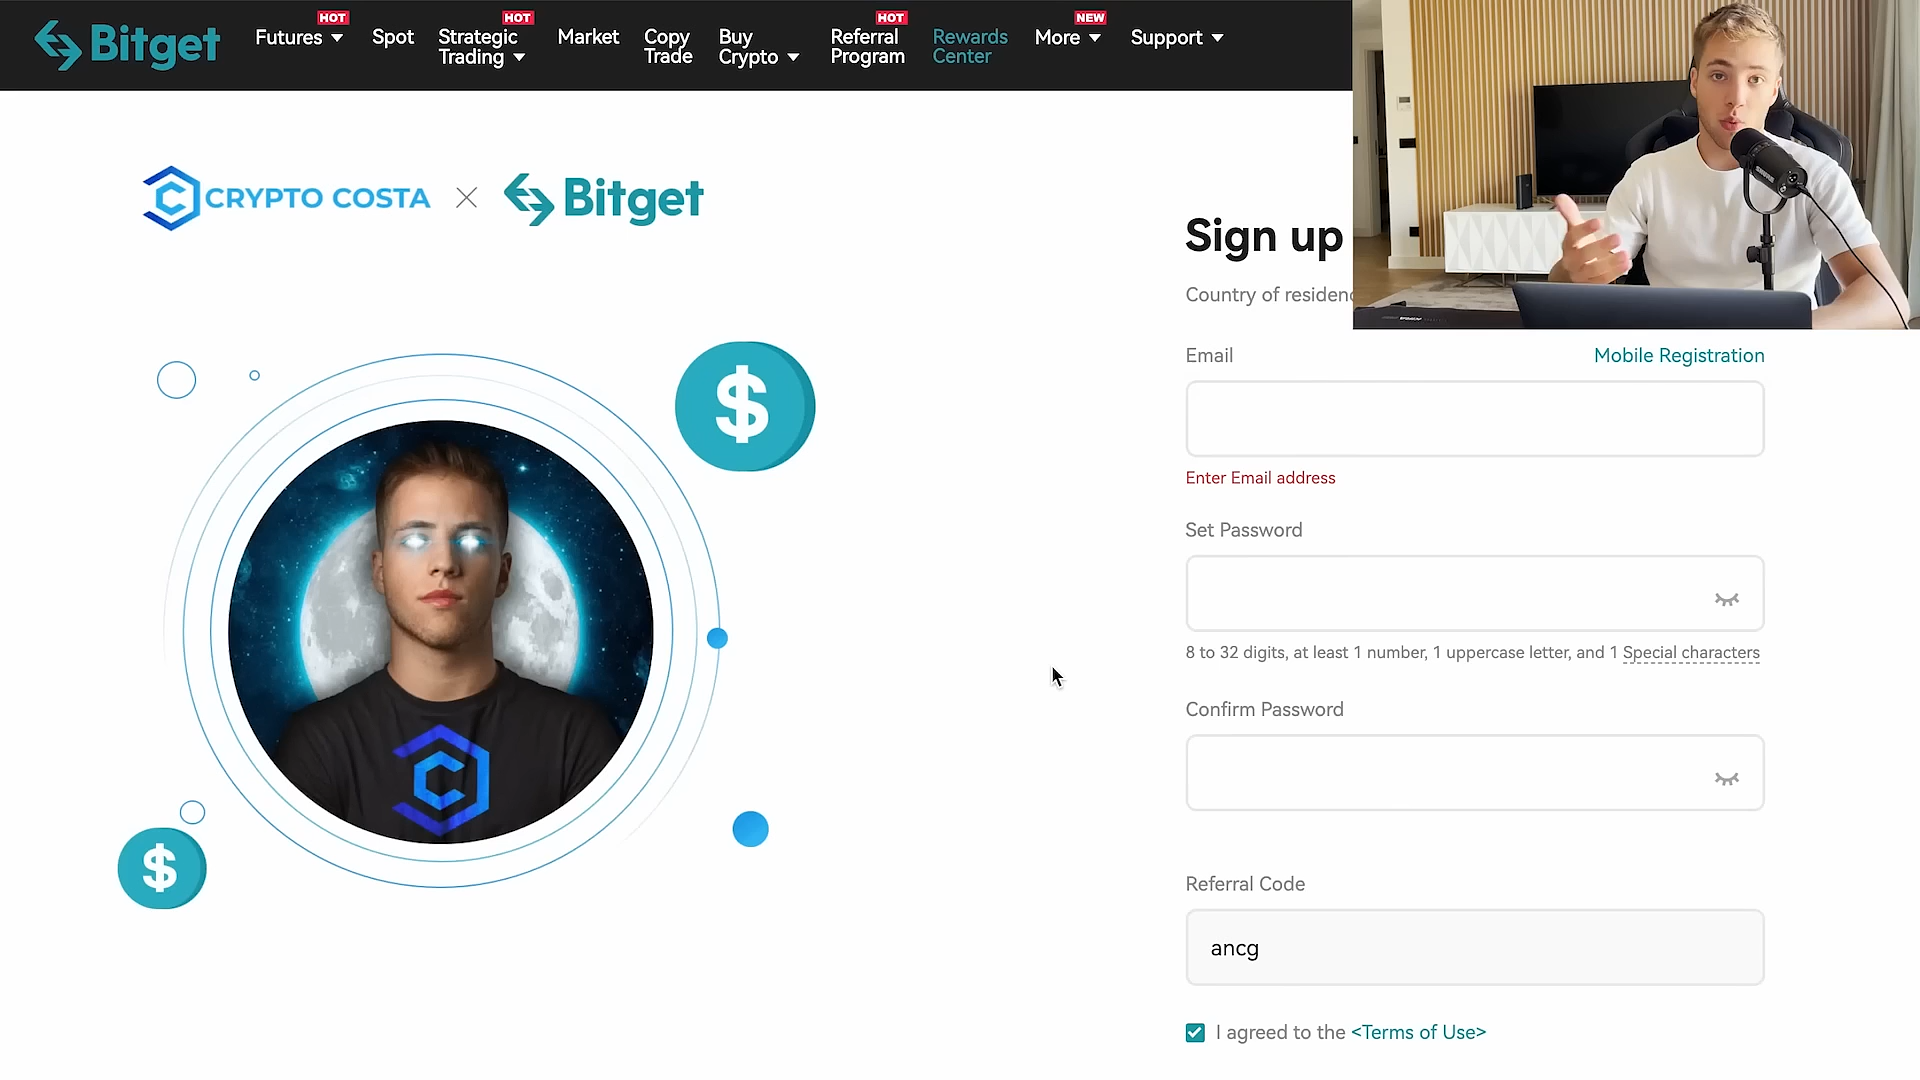 Bitget
Futures
HOT
Spot
Strategic
Trading
HOT
Market
Copy
Trade
Buy
Crypto
Referral
Program
HOT
Rewards
Center
More
NEW
Support
CRYPTO COSTA
Bitget
$
$
Sign up
Country of residenc
Email
Mobile Registration
Enter Email address
Set Password
8 to 32 digits, at least 1 number, 1 uppercase letter, and 1 Special characters
Confirm Password
Referral Code
ancg
I agreed to the <Terms of Use>